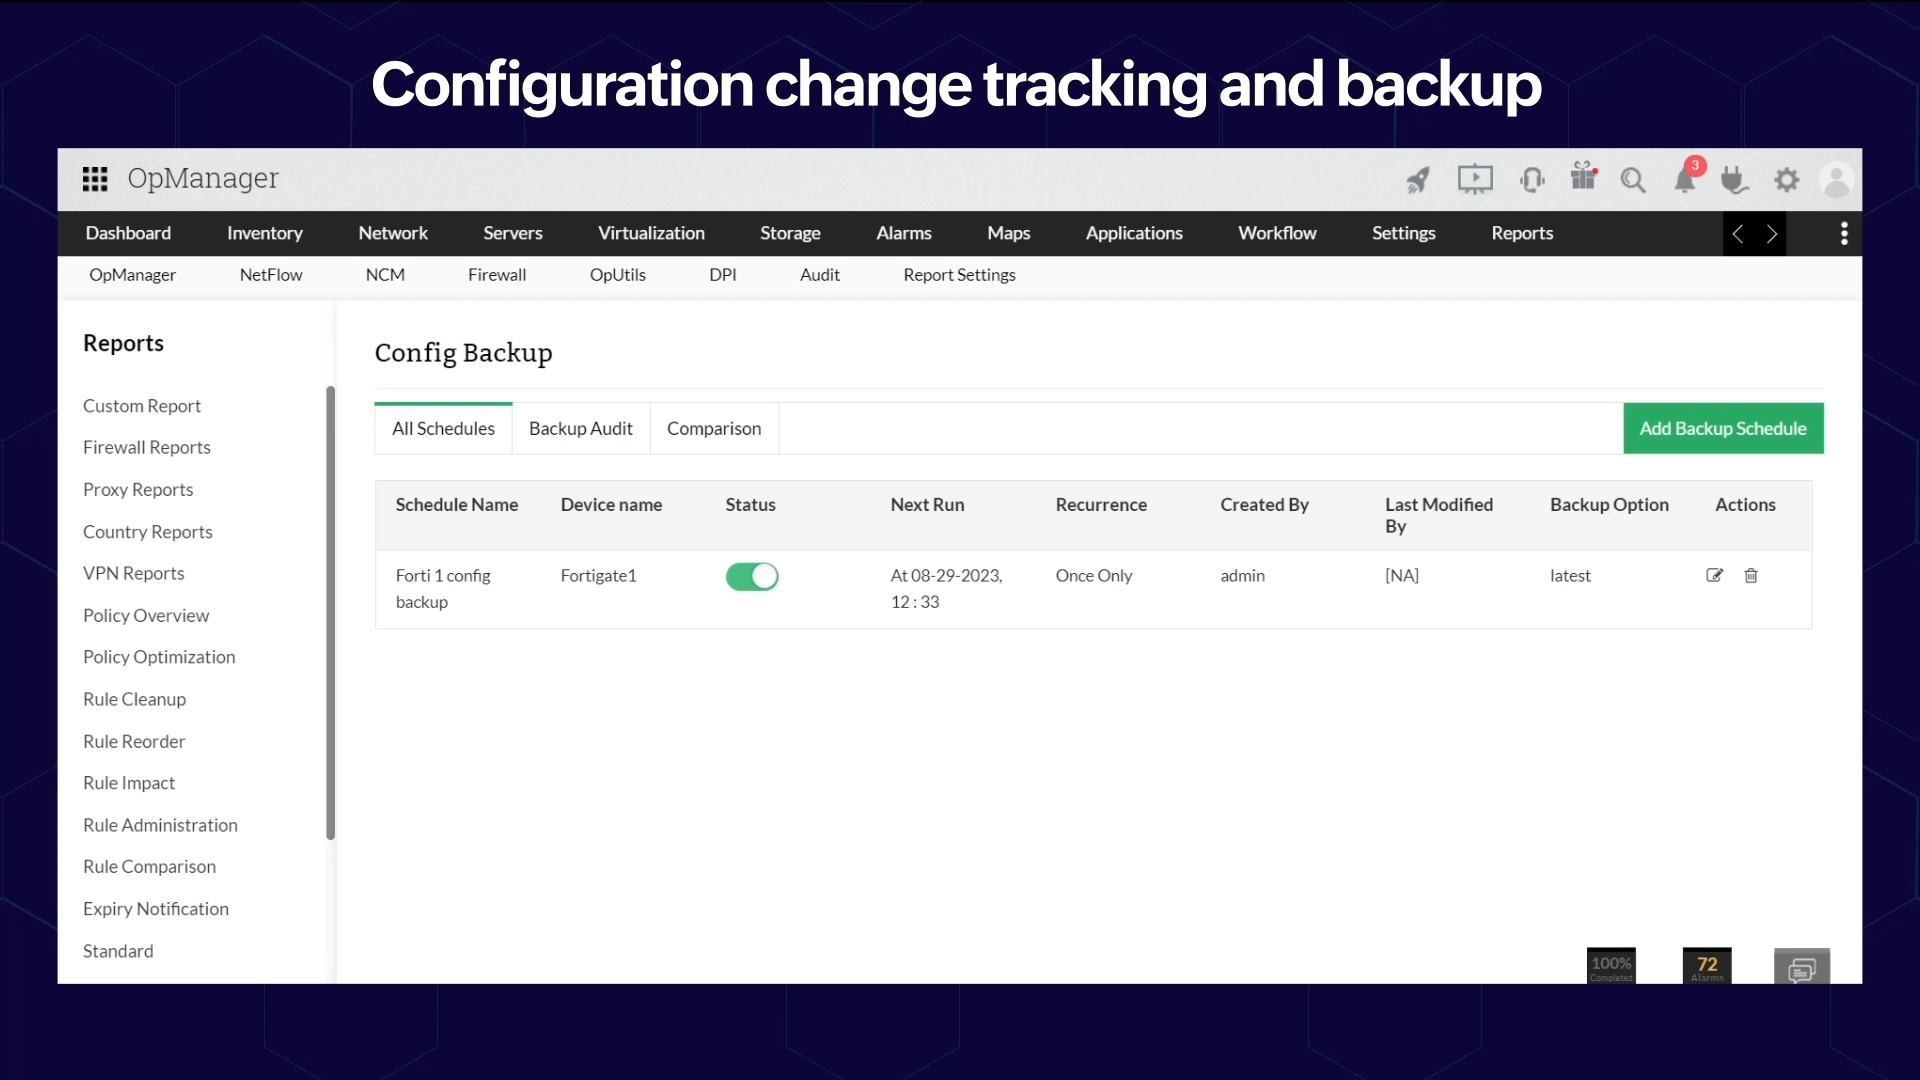 Configuration change tracking and backup
OpManager
3
Dashboard Inventory Network Servers Virtualization Storage Alarms Maps Applications Workflow Settings Reports
OpManager NetFlow NCM Firewall OpUtils DPI Audit Report Settings
Reports
Custom Report
Firewall Reports
Proxy Reports
Country Reports
VPN Reports
Policy Overview
Policy Optimization
Rule Cleanup
Rule Reorder
Rule Impact
Rule Administration
Rule Comparison
Expiry Notification
Standard
Config Backup
All Schedules Backup Audit Comparison Add Backup Schedule
Schedule Name Device name Status Next Run Recurrence Created By Last Modified Backup Option Actions
By
Forti 1 config Fortigate1 At 08-29-2023, Once Only admin [NA] latest
backup 12 : 33
100% 72
Completed Alarms